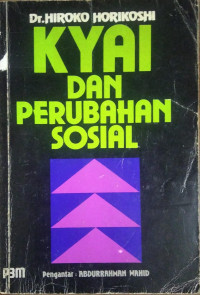 Dr. HIROKO HORIKOSHI
KYAI
DAN
PERUBAHAN
SOSIAL
P3M
Pengantar : ABDURRAHMAN WAHID